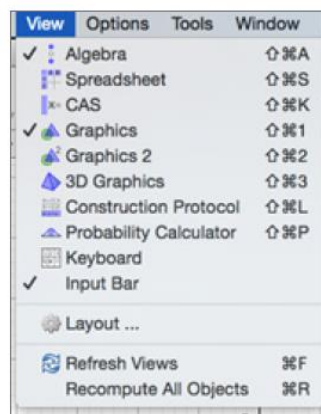 View Options Tools Window
✓ Algebra ⇧⌘A
Spreadsheet ⇧⌘S
CAS ⇧⌘K
✓ Graphics ⇧⌘1
Graphics 2 ⇧⌘2
3D Graphics ⇧⌘3
Construction Protocol ⇧⌘L
Probability Calculator ⇧⌘P
Keyboard
✓ Input Bar
Layout ...
Refresh Views ⌘F
Recompute All Objects ⌘R